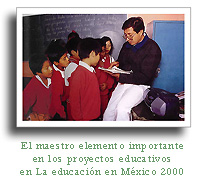 El maestro elemento importante
en los proyectos educativos
en La educación en México 2000